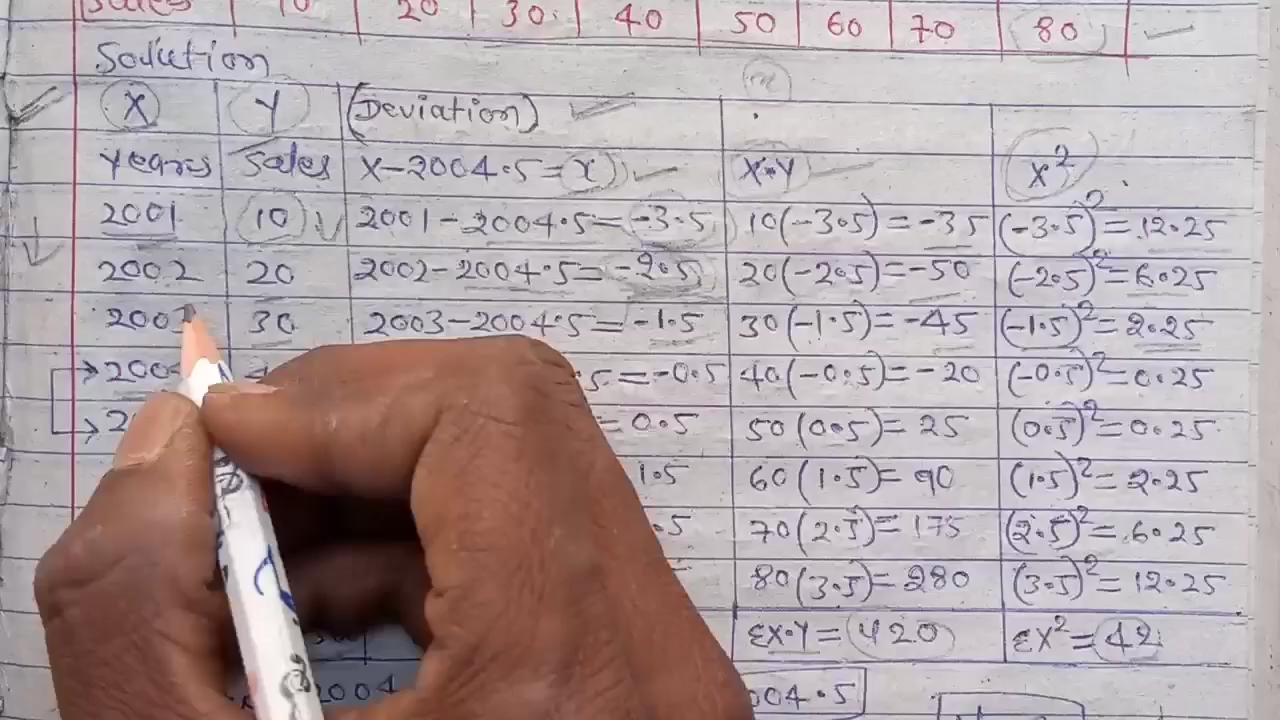 Sales 10 20 30 40 50 60 70 80
Solution
X Y (Deviation)
Years Sales X-2004.5=x X.Y x²
2001 10 2001-2004.5=-3.5 10(-3.5)=-35 (-3.5)²=12.25
2002 20 2002-2004.5=-2.5 20(-2.5)=-50 (-2.5)²=6.25
2003 30 2003-2004.5=-1.5 30(-1.5)=-45 (-1.5)²=2.25
=-0.5 40(-0.5)=-20 (-0.5)²=0.25
=0.5 50(0.5)=25 (0.5)²=0.25
1.5 60(1.5)=90 (1.5)²=2.25
.5 70(2.5)=175 (2.5)²=6.25
80(3.5)=280 (3.5)²=12.25
ΣX.Y=420 ΣX²=42
2004 004.5